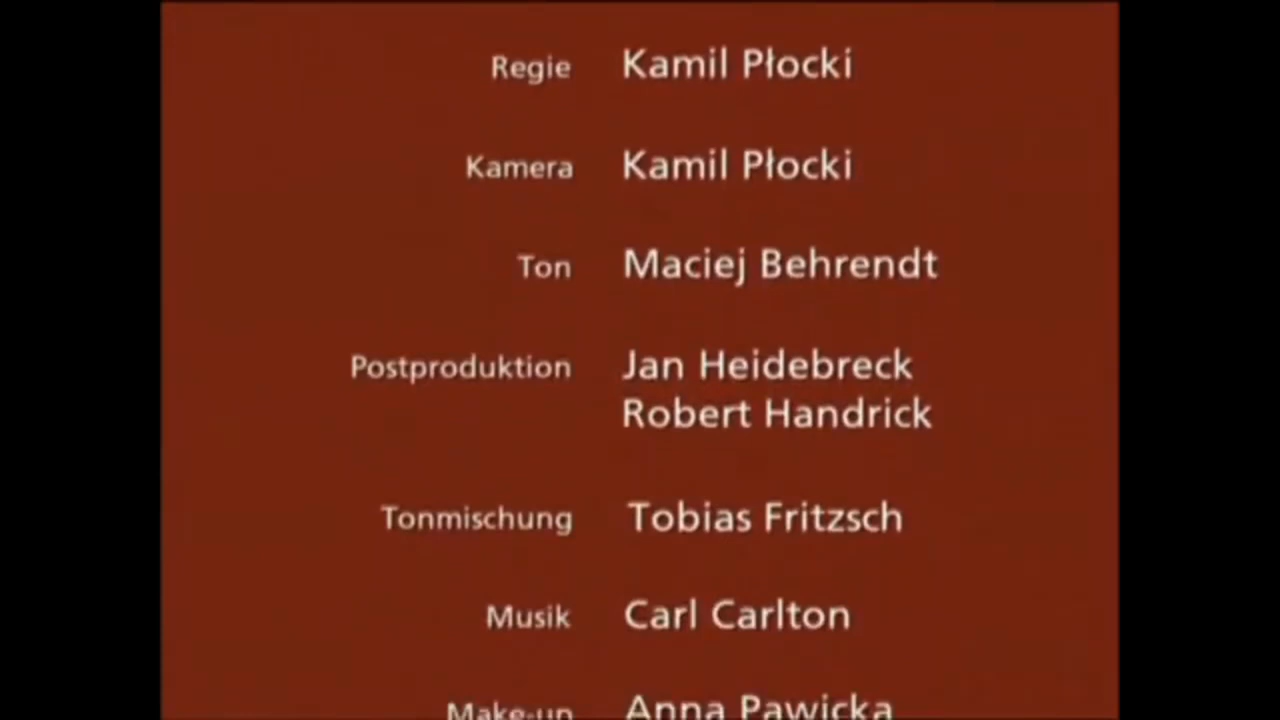 Regie Kamil Płocki
Kamera Kamil Płocki
Ton Maciej Behrendt
Postproduktion Jan Heidebreck
Robert Handrick
Tonmischung Tobias Fritzsch
Musik Carl Carlton
Make-up Anna Pawicka